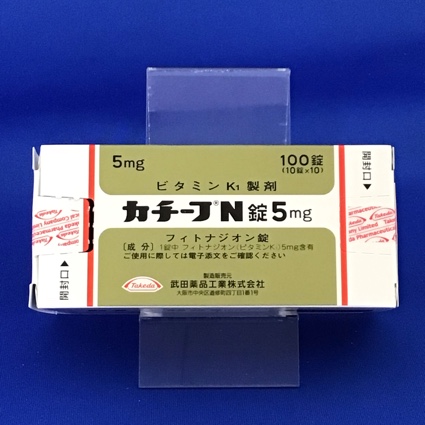 5mg
100錠
(10錠×10)
ビタミン K₁ 製剤
カチーフ®N錠5mg
フィトナジオン錠
［成 分］ 1錠中 フィトナジオン(ビタミンK₁)5mg含有
ご使用に際しては電子添文をご確認ください
製造販売元
武田薬品工業株式会社
大阪市中央区道修町四丁目1番1号
Takeda
開封口
開封口